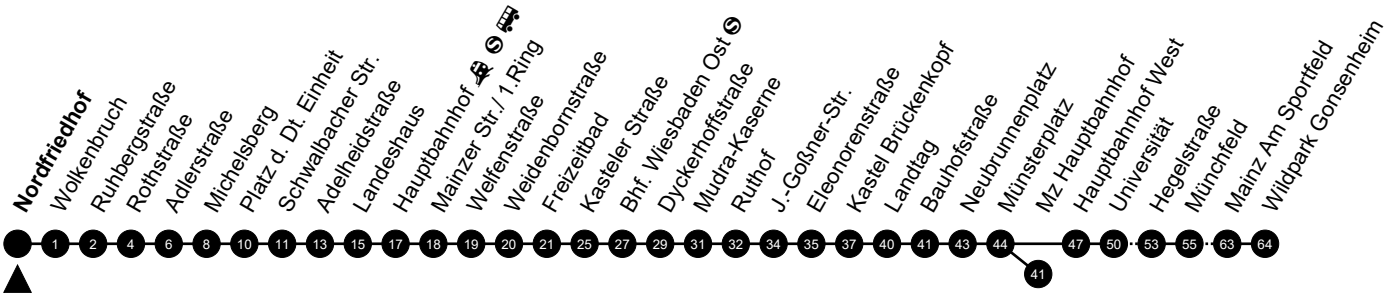 Nordfriedhof
Wolkenbruch
Ruhbergstraße
Rothstraße
Adlerstraße
Michelsberg
Platz d. Dt. Einheit
Schwalbacher Str.
Adelheidstraße
Landeshaus
Hauptbahnhof
Mainzer Str./ 1.Ring
Welfenstraße
Weidenbornstraße
Freizeitbad
Kasteler Straße
Bhf. Wiesbaden Ost S
Dyckerhoffstraße
Mudra-Kaserne
Ruthof
J.-Goßner-Str.
Eleonorenstraße
Kastel Brückenkopf
Landtag
Bauhofstraße
Neubrunnenplatz
Münsterplatz
Mz Hauptbahnhof
Hauptbahnhof West
Universität
Hegelstraße
Münchfeld
Mainz Am Sportfeld
Wildpark Gonsenheim
1 2 4 6 8 10 11 13 15 17 18 19 20 21 25 27 29 31 32 34 35 37 40 41 43 44 47 50 53 55 63 64
41